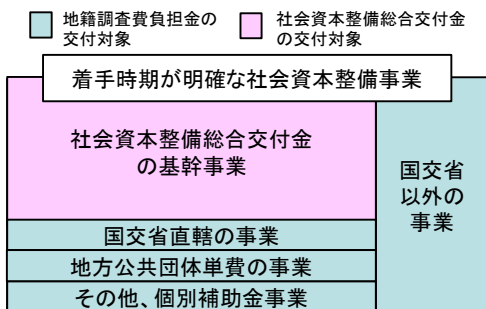 地籍調査費負担金の
交付対象
社会資本整備総合交付金
の交付対象
着手時期が明確な社会資本整備事業
社会資本整備総合交付金
の基幹事業
国交省
以外の
事業
国交省直轄の事業
地方公共団体単費の事業
その他、個別補助金事業